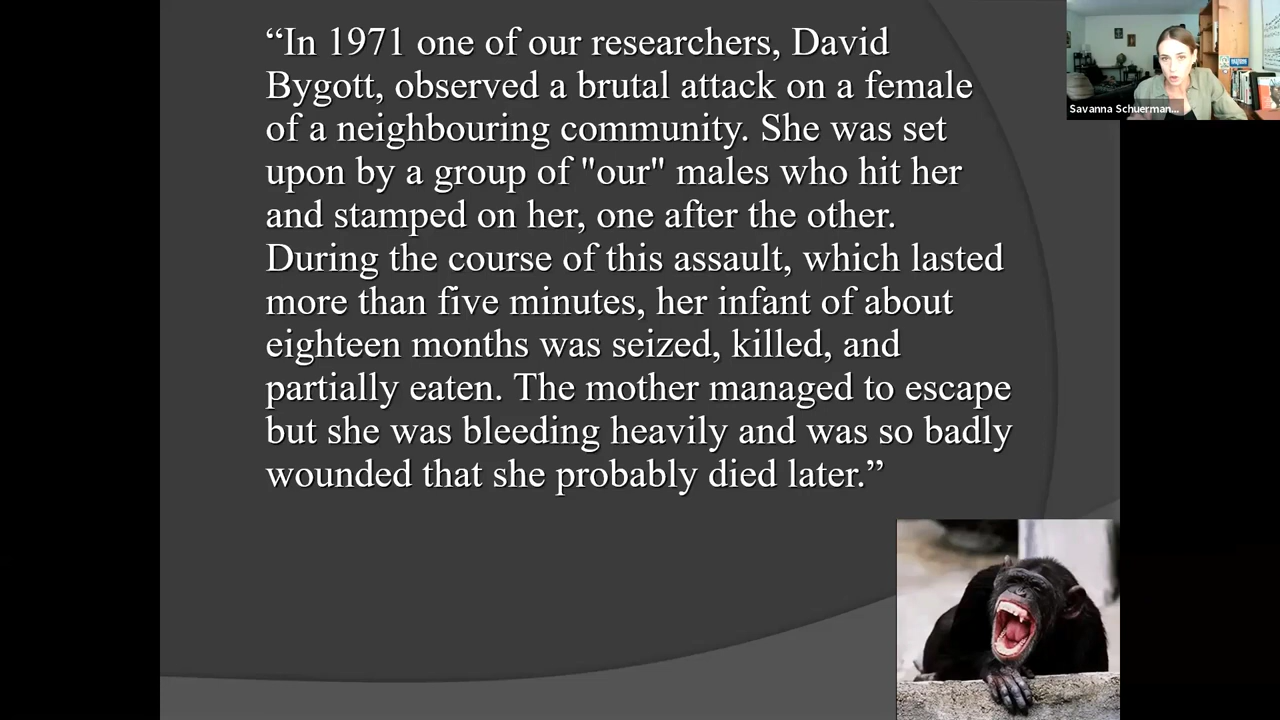 “In 1971 one of our researchers, David
Bygott, observed a brutal attack on a female
of a neighbouring community. She was set
upon by a group of "our" males who hit her
and stamped on her, one after the other.
During the course of this assault, which lasted
more than five minutes, her infant of about
eighteen months was seized, killed, and
partially eaten. The mother managed to escape
but she was bleeding heavily and was so badly
wounded that she probably died later.”
Savanna Schuerman...